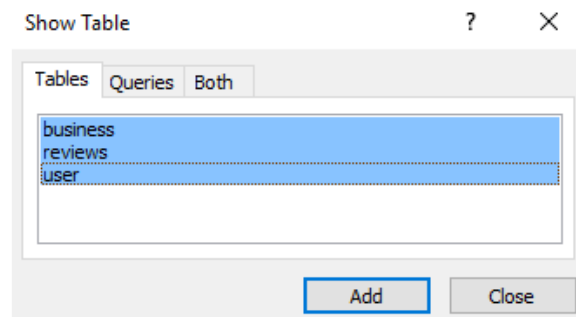 Show Table ? ×
Tables Queries Both
business
reviews
user
Add Close